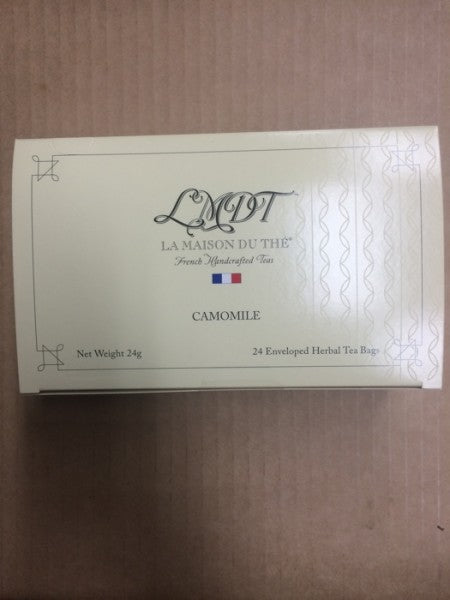 LMDT
LA MAISON DU THÉ®
French Handcrafted Teas
CAMOMILE
Net Weight 24g
24 Enveloped Herbal Tea Bags